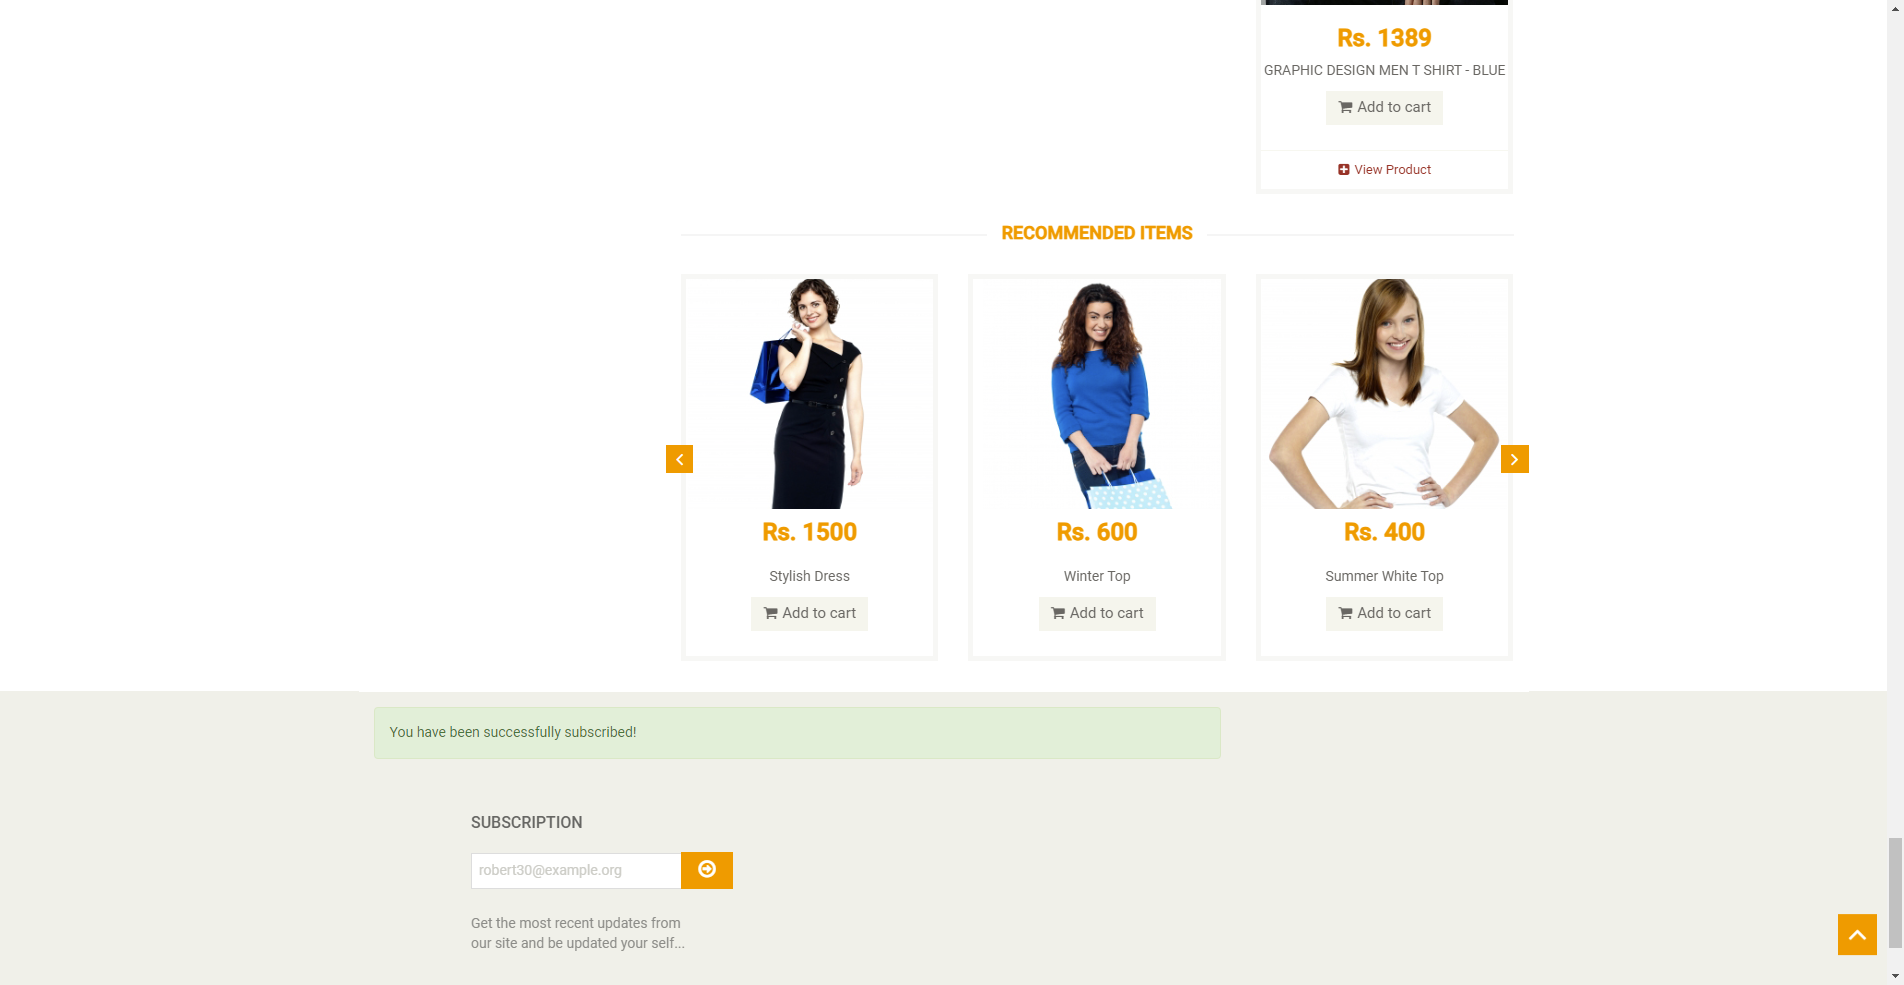 Rs. 1389
GRAPHIC DESIGN MEN T SHIRT - BLUE
Add to cart
View Product
RECOMMENDED ITEMS
Rs. 1500
Stylish Dress
Add to cart
Rs. 600
Winter Top
Add to cart
Rs. 400
Summer White Top
Add to cart
You have been successfully subscribed!
SUBSCRIPTION
robert30@example.org
Get the most recent updates from
our site and be updated your self...